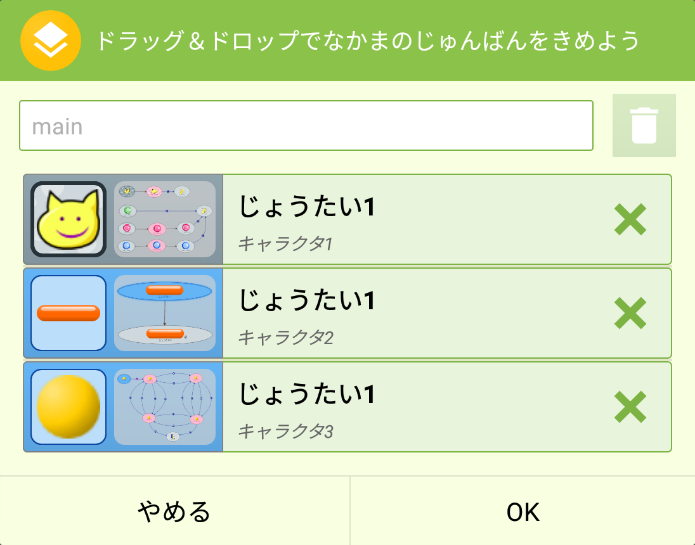 ドラッグ＆ドロップでなかまのじゅんばんをきめよう
main
じょうたい1
キャラクタ1
じょうたい1
キャラクタ2
じょうたい1
キャラクタ3
やめる
OK